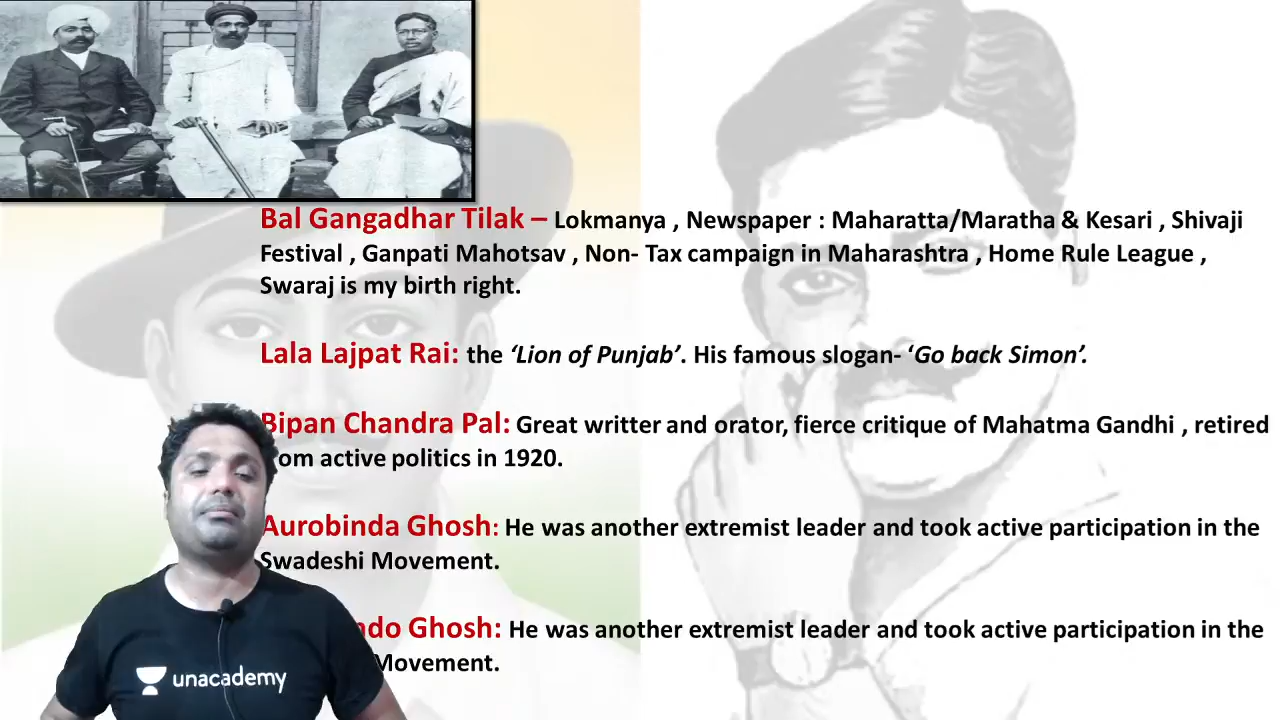 Bal Gangadhar Tilak – Lokmanya , Newspaper : Maharatta/Maratha & Kesari , Shivaji
Festival , Ganpati Mahotsav , Non- Tax campaign in Maharashtra , Home Rule League ,
Swaraj is my birth right.
Lala Lajpat Rai: the ‘Lion of Punjab’. His famous slogan- ‘Go back Simon’.
Bipan Chandra Pal: Great writter and orator, fierce critique of Mahatma Gandhi , retired
om active politics in 1920.
Aurobinda Ghosh: He was another extremist leader and took active participation in the
Swadeshi Movement.
ndo Ghosh: He was another extremist leader and took active participation in the
Movement.
unacademy